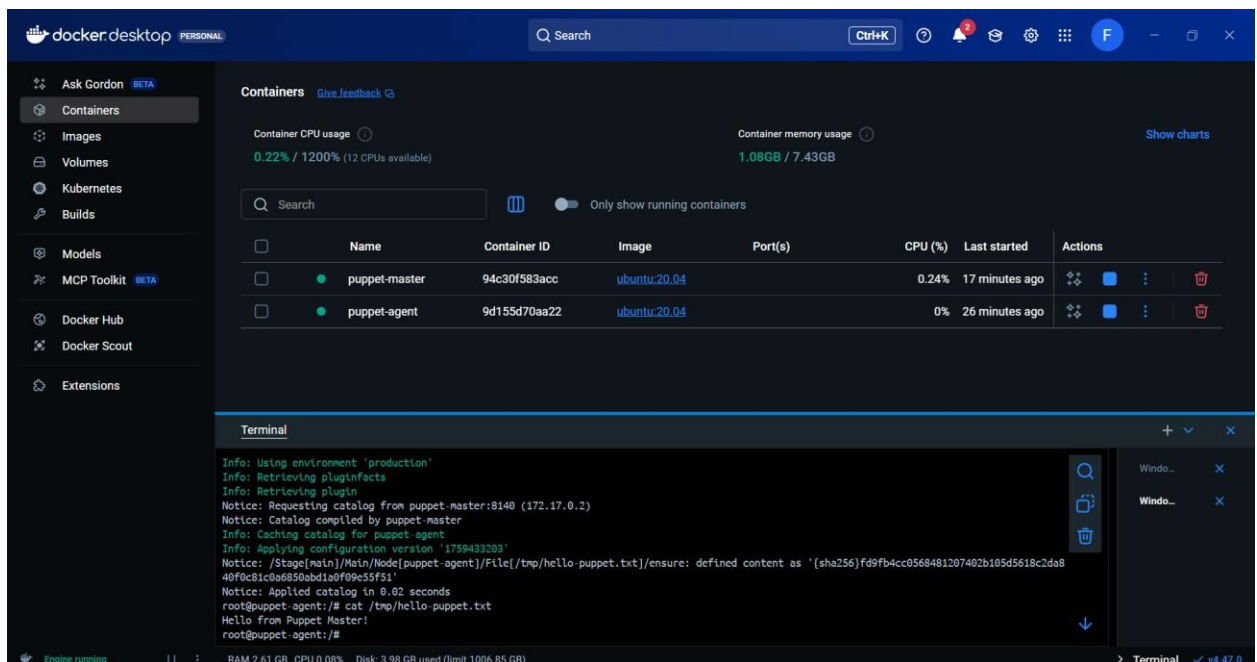 docker.desktop PERSONAL
Search
Ctrl+K
2
F
Ask Gordon BETA
Containers
Images
Volumes
Kubernetes
Builds
Models
MCP Toolkit BETA
Docker Hub
Docker Scout
Extensions
Containers Give feedback
Container CPU usage
0.22% / 1200% (12 CPUs available)
Container memory usage
1.08GB / 7.43GB
Show charts
Search
Only show running containers
Name Container ID Image Port(s) CPU (%) Last started Actions
puppet-master 94c30f583acc ubuntu:20.04 0.24% 17 minutes ago
puppet-agent 9d155d70aa22 ubuntu:20.04 0% 26 minutes ago
Terminal
Info: Using environment 'production'
Info: Retrieving pluginfacts
Info: Retrieving plugin
Notice: Requesting catalog from puppet-master:8140 (172.17.0.2)
Notice: Catalog compiled by puppet-master
Info: Caching catalog for puppet-agent
Info: Applying configuration version '1759433203'
Notice: /Stage[main]/Main/Node[puppet-agent]/File[/tmp/hello-puppet.txt]/ensure: defined content as '{sha256}fd9fb4cc0568481207402b105d5618c2da8
40f0c81c0a6850abd1a0f09e55f51'
Notice: Applied catalog in 0.02 seconds
root@puppet-agent:/# cat /tmp/hello-puppet.txt
Hello from Puppet Master!
root@puppet-agent:/#
Windo...
Windo...
Engine running
RAM 2.61 GB CPU 0.08% Disk: 3.98 GB used (limit 1006.85 GB)
Terminal
v4.47.0